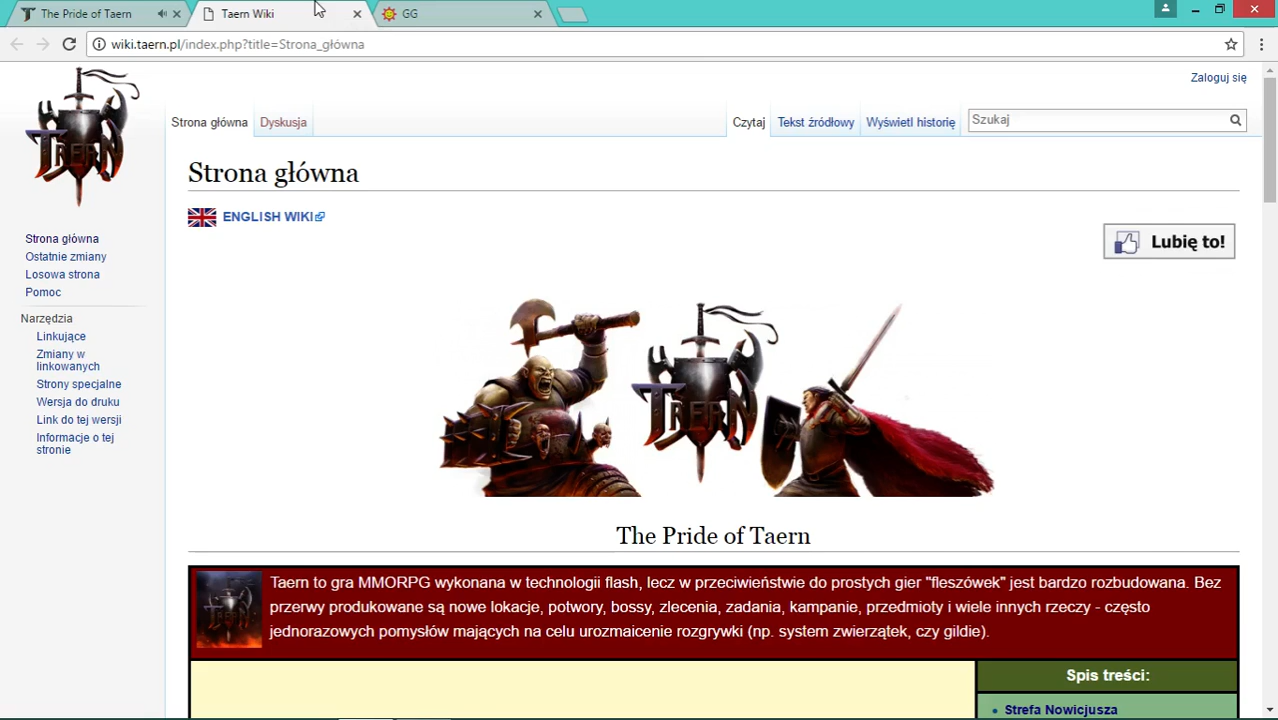 The Pride of Taern
Taern Wiki
GG
wiki.taern.pl/index.php?title=Strona_główna
Zaloguj się
TAERN
Strona główna
Dyskusja
Czytaj
Tekst źródłowy
Wyświetl historię
Szukaj
Strona główna
ENGLISH WIKI
Lubię to!
Strona główna
Ostatnie zmiany
Losowa strona
Pomoc
Narzędzia
Linkujące
Zmiany w
linkowanych
Strony specjalne
Wersja do druku
Link do tej wersji
Informacje o tej
stronie
TAERN
The Pride of Taern
Taern to gra MMORPG wykonana w technologii flash, lecz w przeciwieństwie do prostych gier "fleszówek" jest bardzo rozbudowana. Bez
przerwy produkowane są nowe lokacje, potwory, bossy, zlecenia, zadania, kampanie, przedmioty i wiele innych rzeczy - często
jednorazowych pomysłów mających na celu urozmaicenie rozgrywki (np. system zwierzątek, czy gildie).
Spis treści:
Strefa Nowicjusza